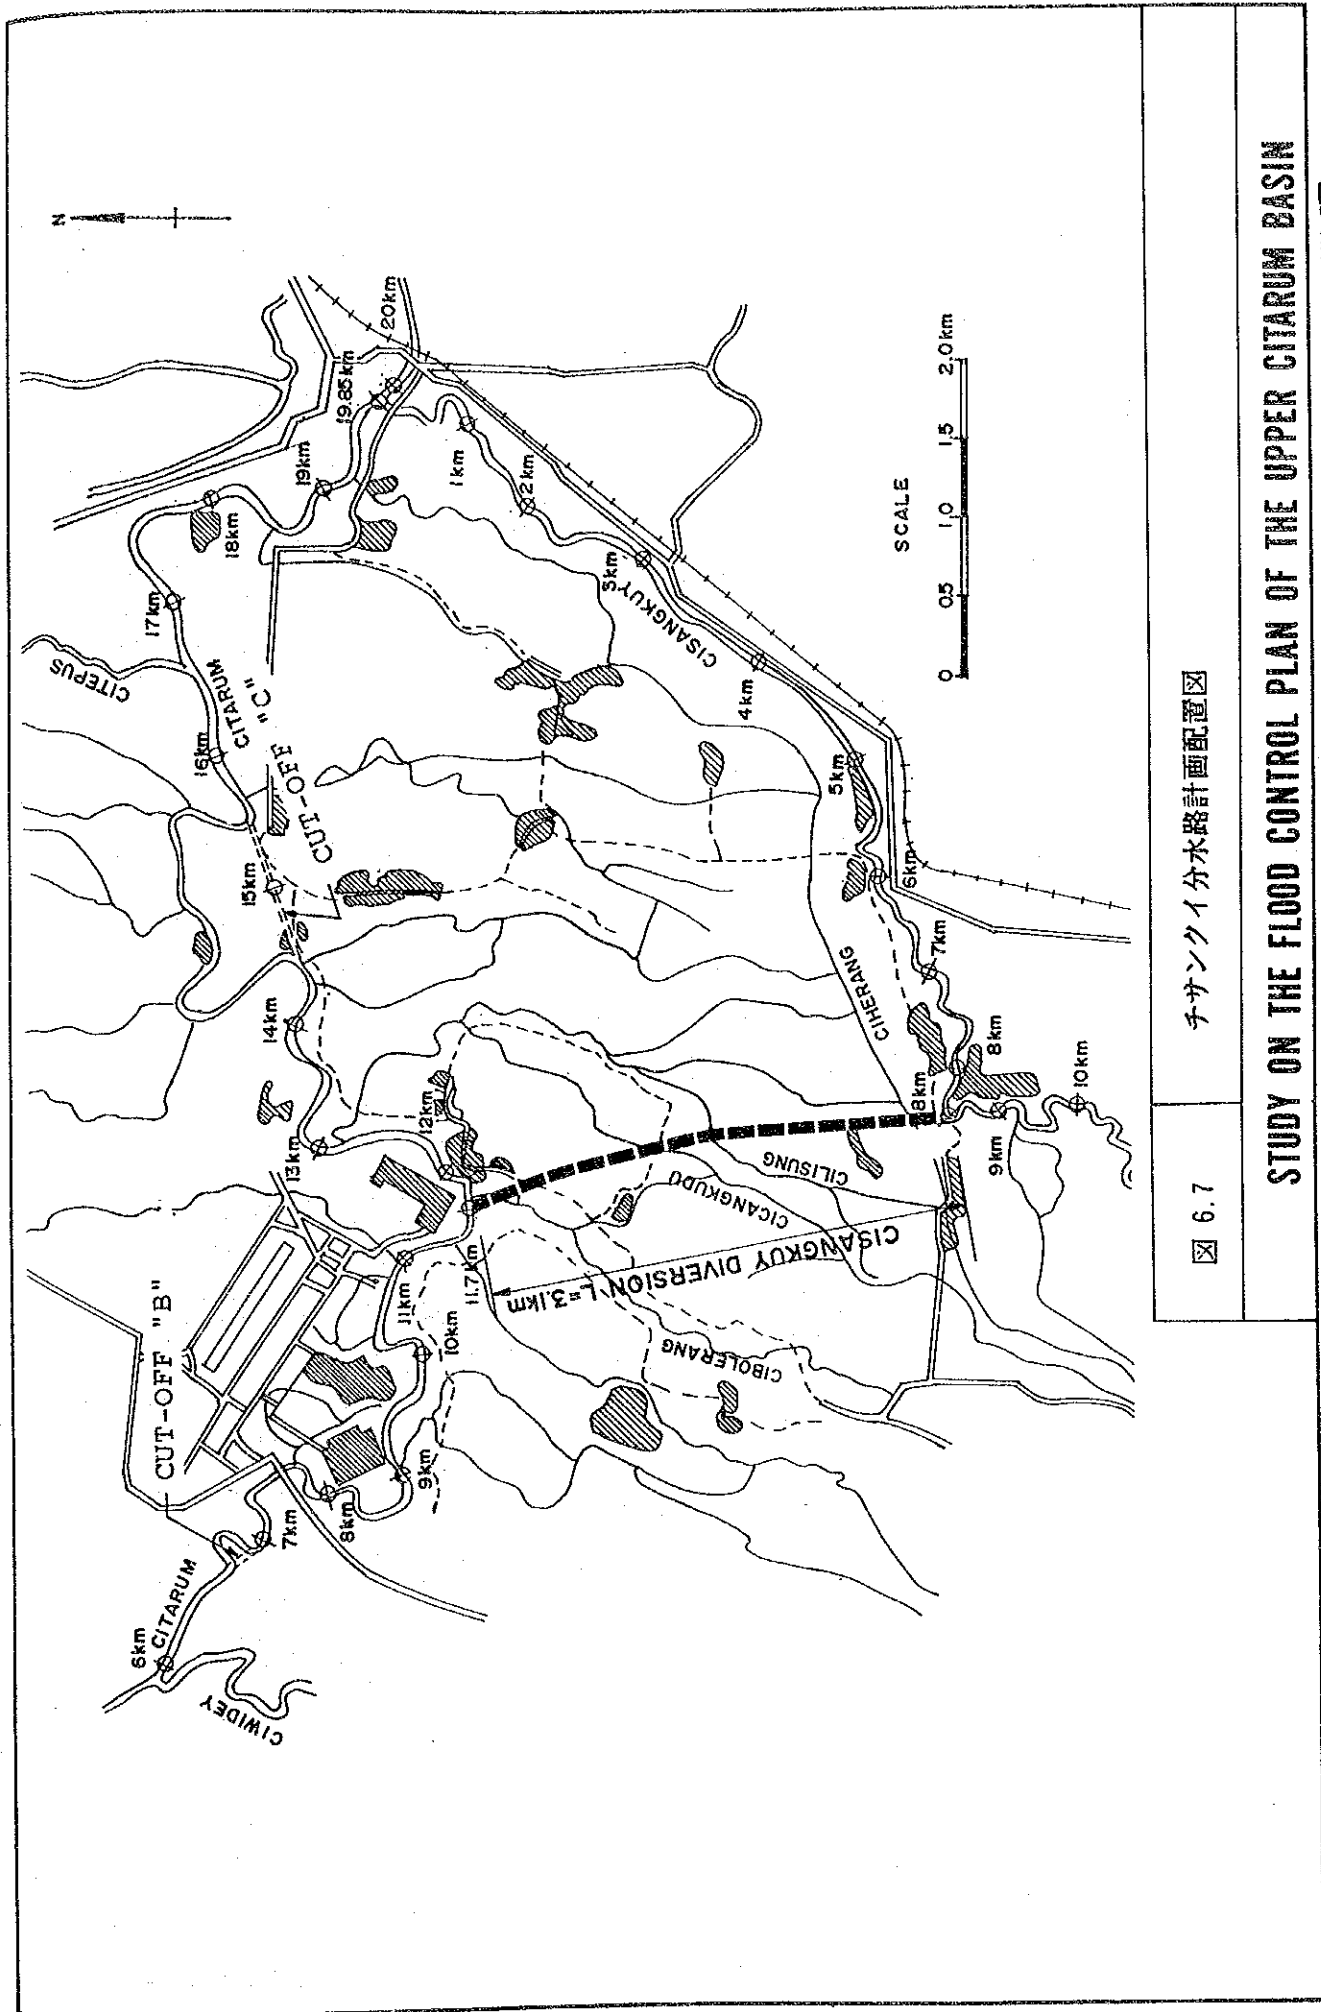 N
CITEPUS
17km
18km
19km
19.85km
20km
16km
CITARUM
CUT-OFF "C"
15km
14km
13km
12km
1km
2km
3km
CISANGKUY
4km
5km
6km
7km
8km
8km
9km
10km
CIHERANG
CILISUNG
CICANGKUDU
CISANGKUY DIVERSION L=3.1km
CIBOLERANG
11.7km
11km
10km
9km
8km
7km
CUT-OFF "B"
CITARUM
6km
CIWIDEY
SCALE
0 0.5 1.0 1.5 2.0km
図 6.7
チサンクイ分水路計画配置図
STUDY ON THE FLOOD CONTROL PLAN OF THE UPPER CITARUM BASIN